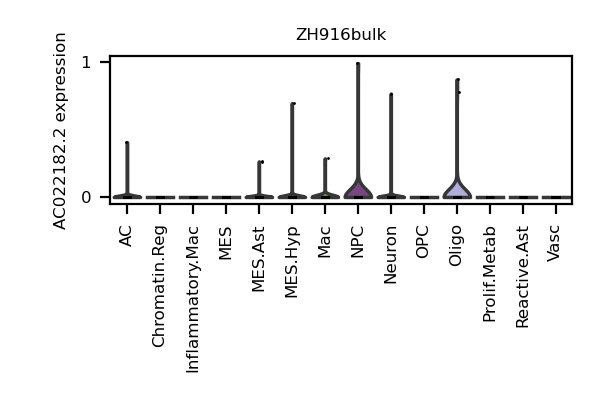 ZH916bulk
AC022182.2 expression
1
0
AC
Chromatin.Reg
Inflammatory.Mac
MES
MES.Ast
MES.Hyp
Mac
NPC
Neuron
OPC
Oligo
Prolif.Metab
Reactive.Ast
Vasc